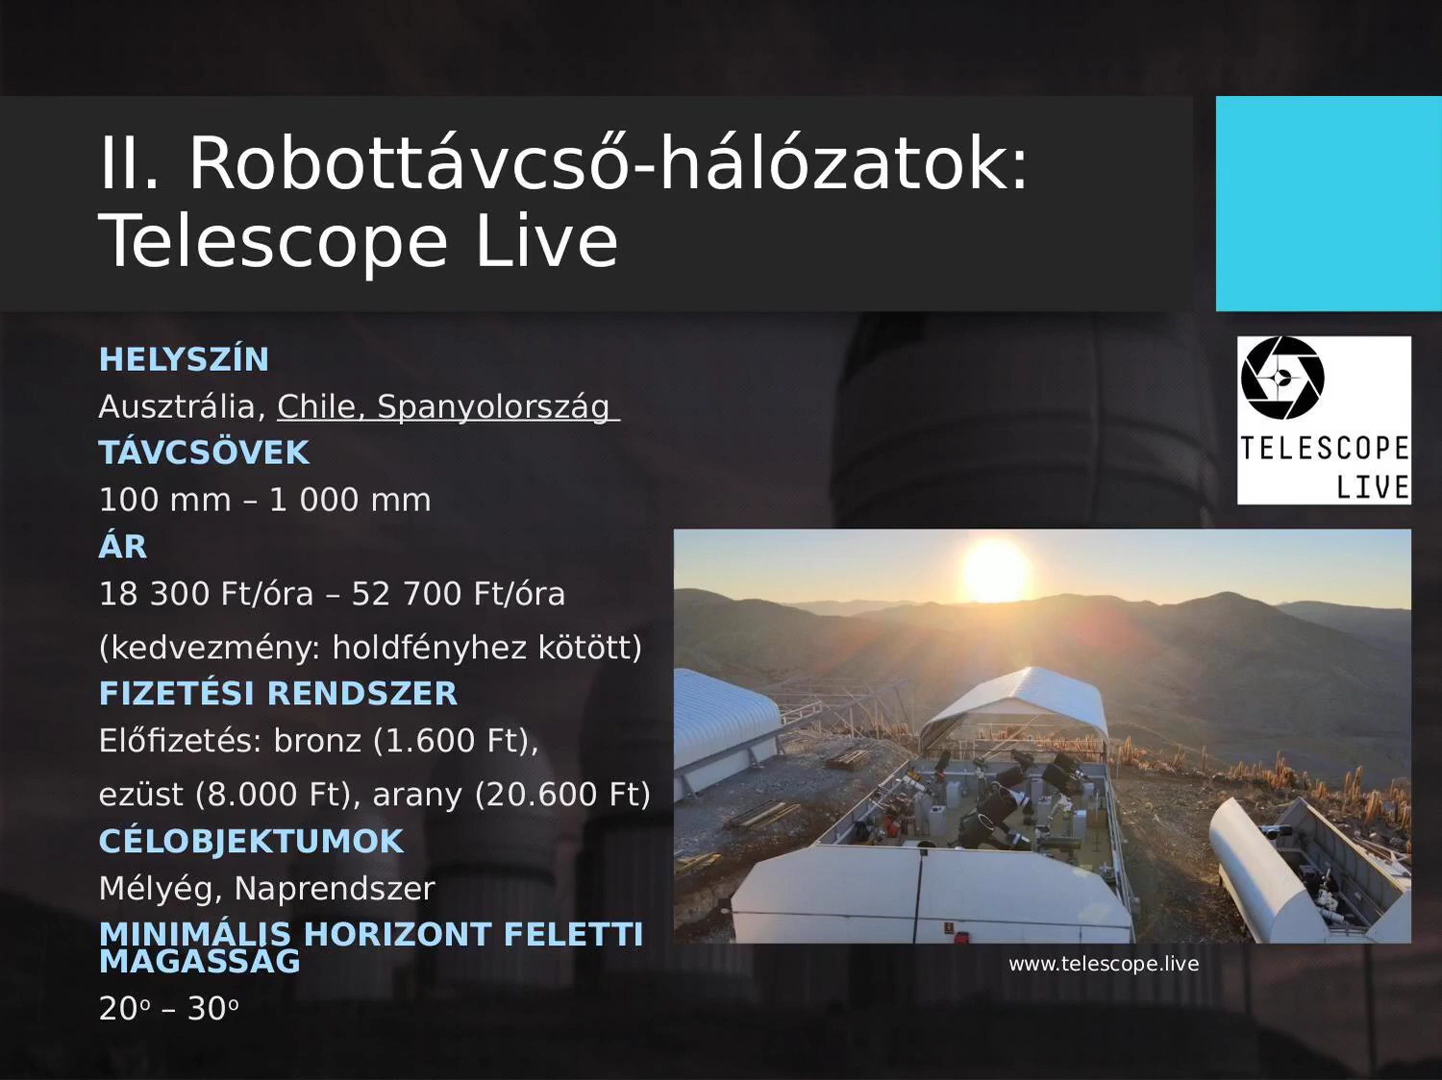 II. Robottávcső-hálózatok:
Telescope Live
HELYSZÍN
Ausztrália, Chile, Spanyolország
TÁVCSÖVEK
100 mm – 1 000 mm
ÁR
18 300 Ft/óra – 52 700 Ft/óra
(kedvezmény: holdfényhez kötött)
FIZETÉSI RENDSZER
Előfizetés: bronz (1.600 Ft),
ezüst (8.000 Ft), arany (20.600 Ft)
CÉLOBJEKTUMOK
Mélyég, Naprendszer
MINIMÁLIS HORIZONT FELETTI
MAGASSÁG
20º – 30º
TELESCOPE
LIVE
www.telescope.live